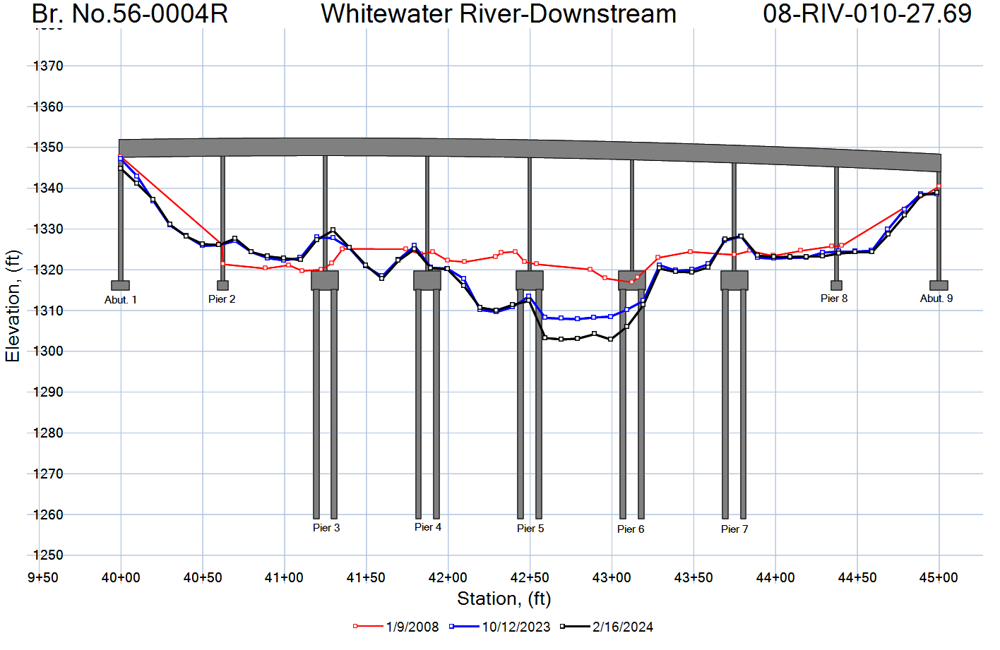 Br. No.56-0004R Whitewater River-Downstream 08-RIV-010-27.69
1370
1360
1350
1340
1330
1320
1310
1300
1290
1280
1270
1260
1250
Elevation, (ft)
Abut. 1 Pier 2 Pier 8 Abut. 9
Pier 3 Pier 4 Pier 5 Pier 6 Pier 7
9+50 40+00 40+50 41+00 41+50 42+00 42+50 43+00 43+50 44+00 44+50 45+00
Station, (ft)
1/9/2008 10/12/2023 2/16/2024